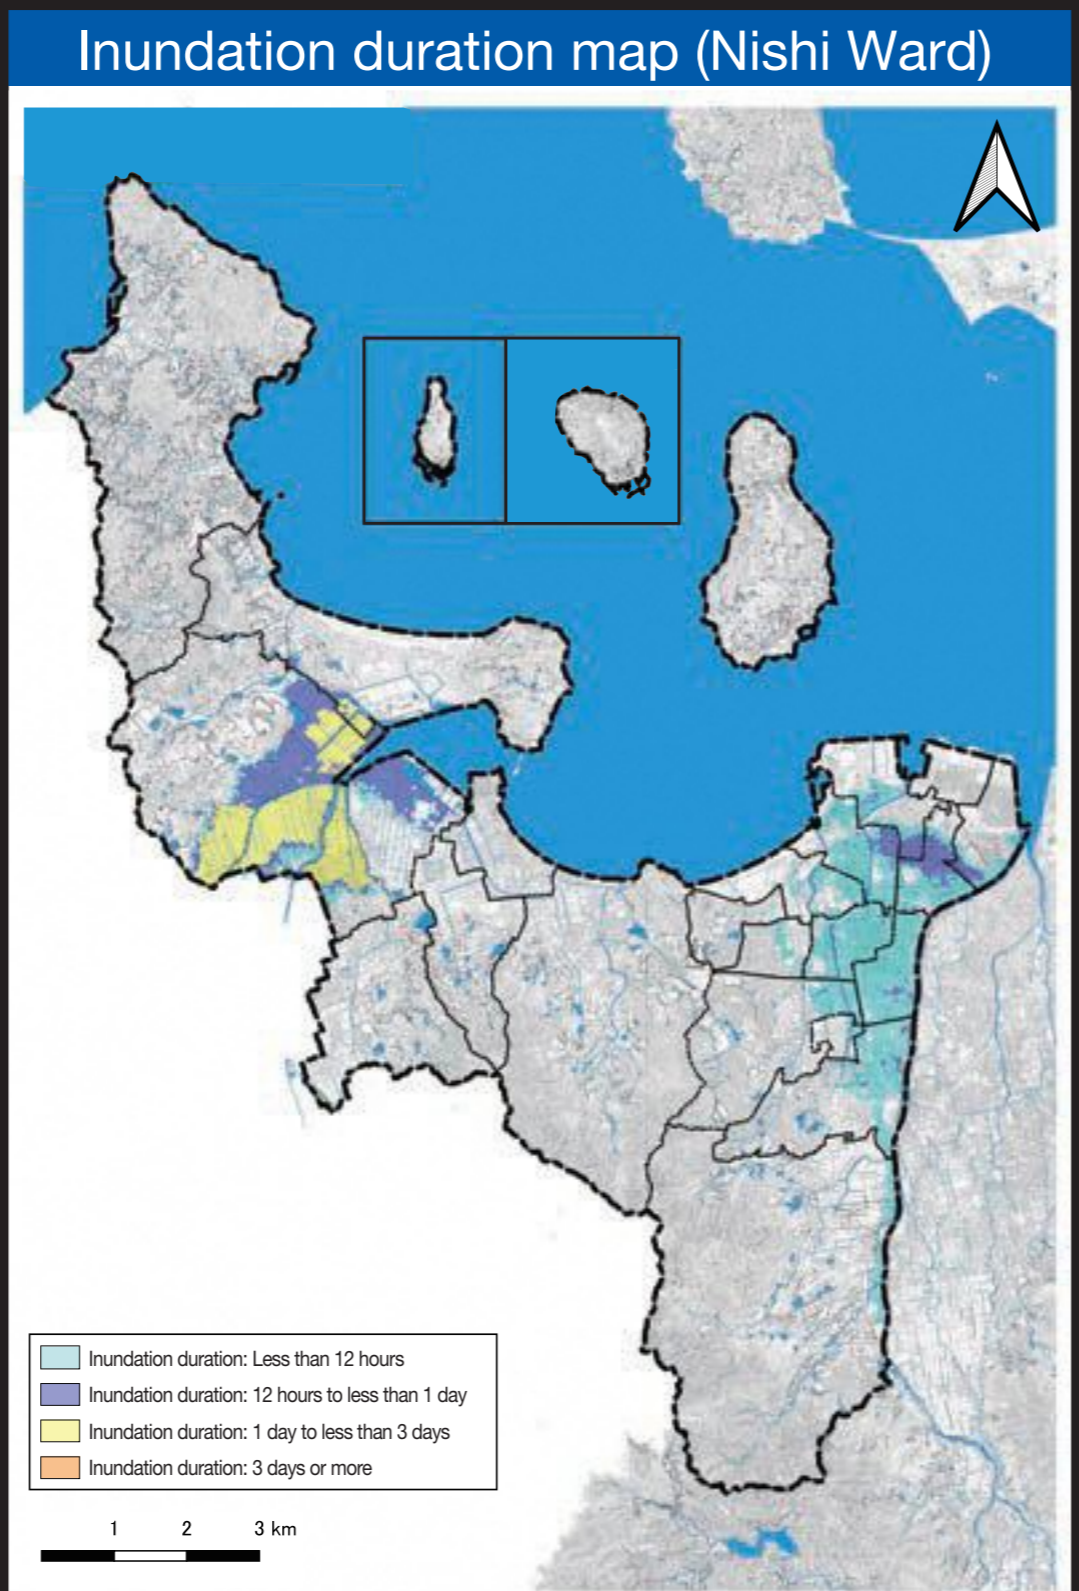 Inundation duration map (Nishi Ward)
Inundation duration: Less than 12 hours
Inundation duration: 12 hours to less than 1 day
Inundation duration: 1 day to less than 3 days
Inundation duration: 3 days or more
1 2 3 km